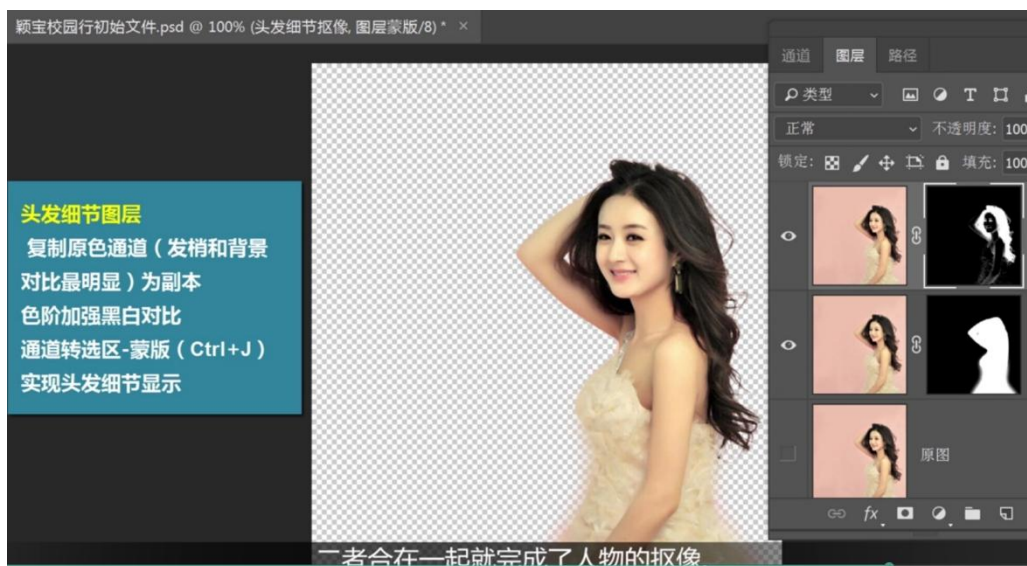 颖宝校园行初始文件.psd @ 100% (头发细节抠像, 图层蒙版/8) * ×
通道 图层 路径
类型
正常 不透明度: 100
锁定: 填充: 100
头发细节图层
复制原色通道（发梢和背景
对比最明显）为副本
色阶加强黑白对比
通道转选区-蒙版（Ctrl+J）
实现头发细节显示
原图
fx
二者合在一起就完成了人物的抠像